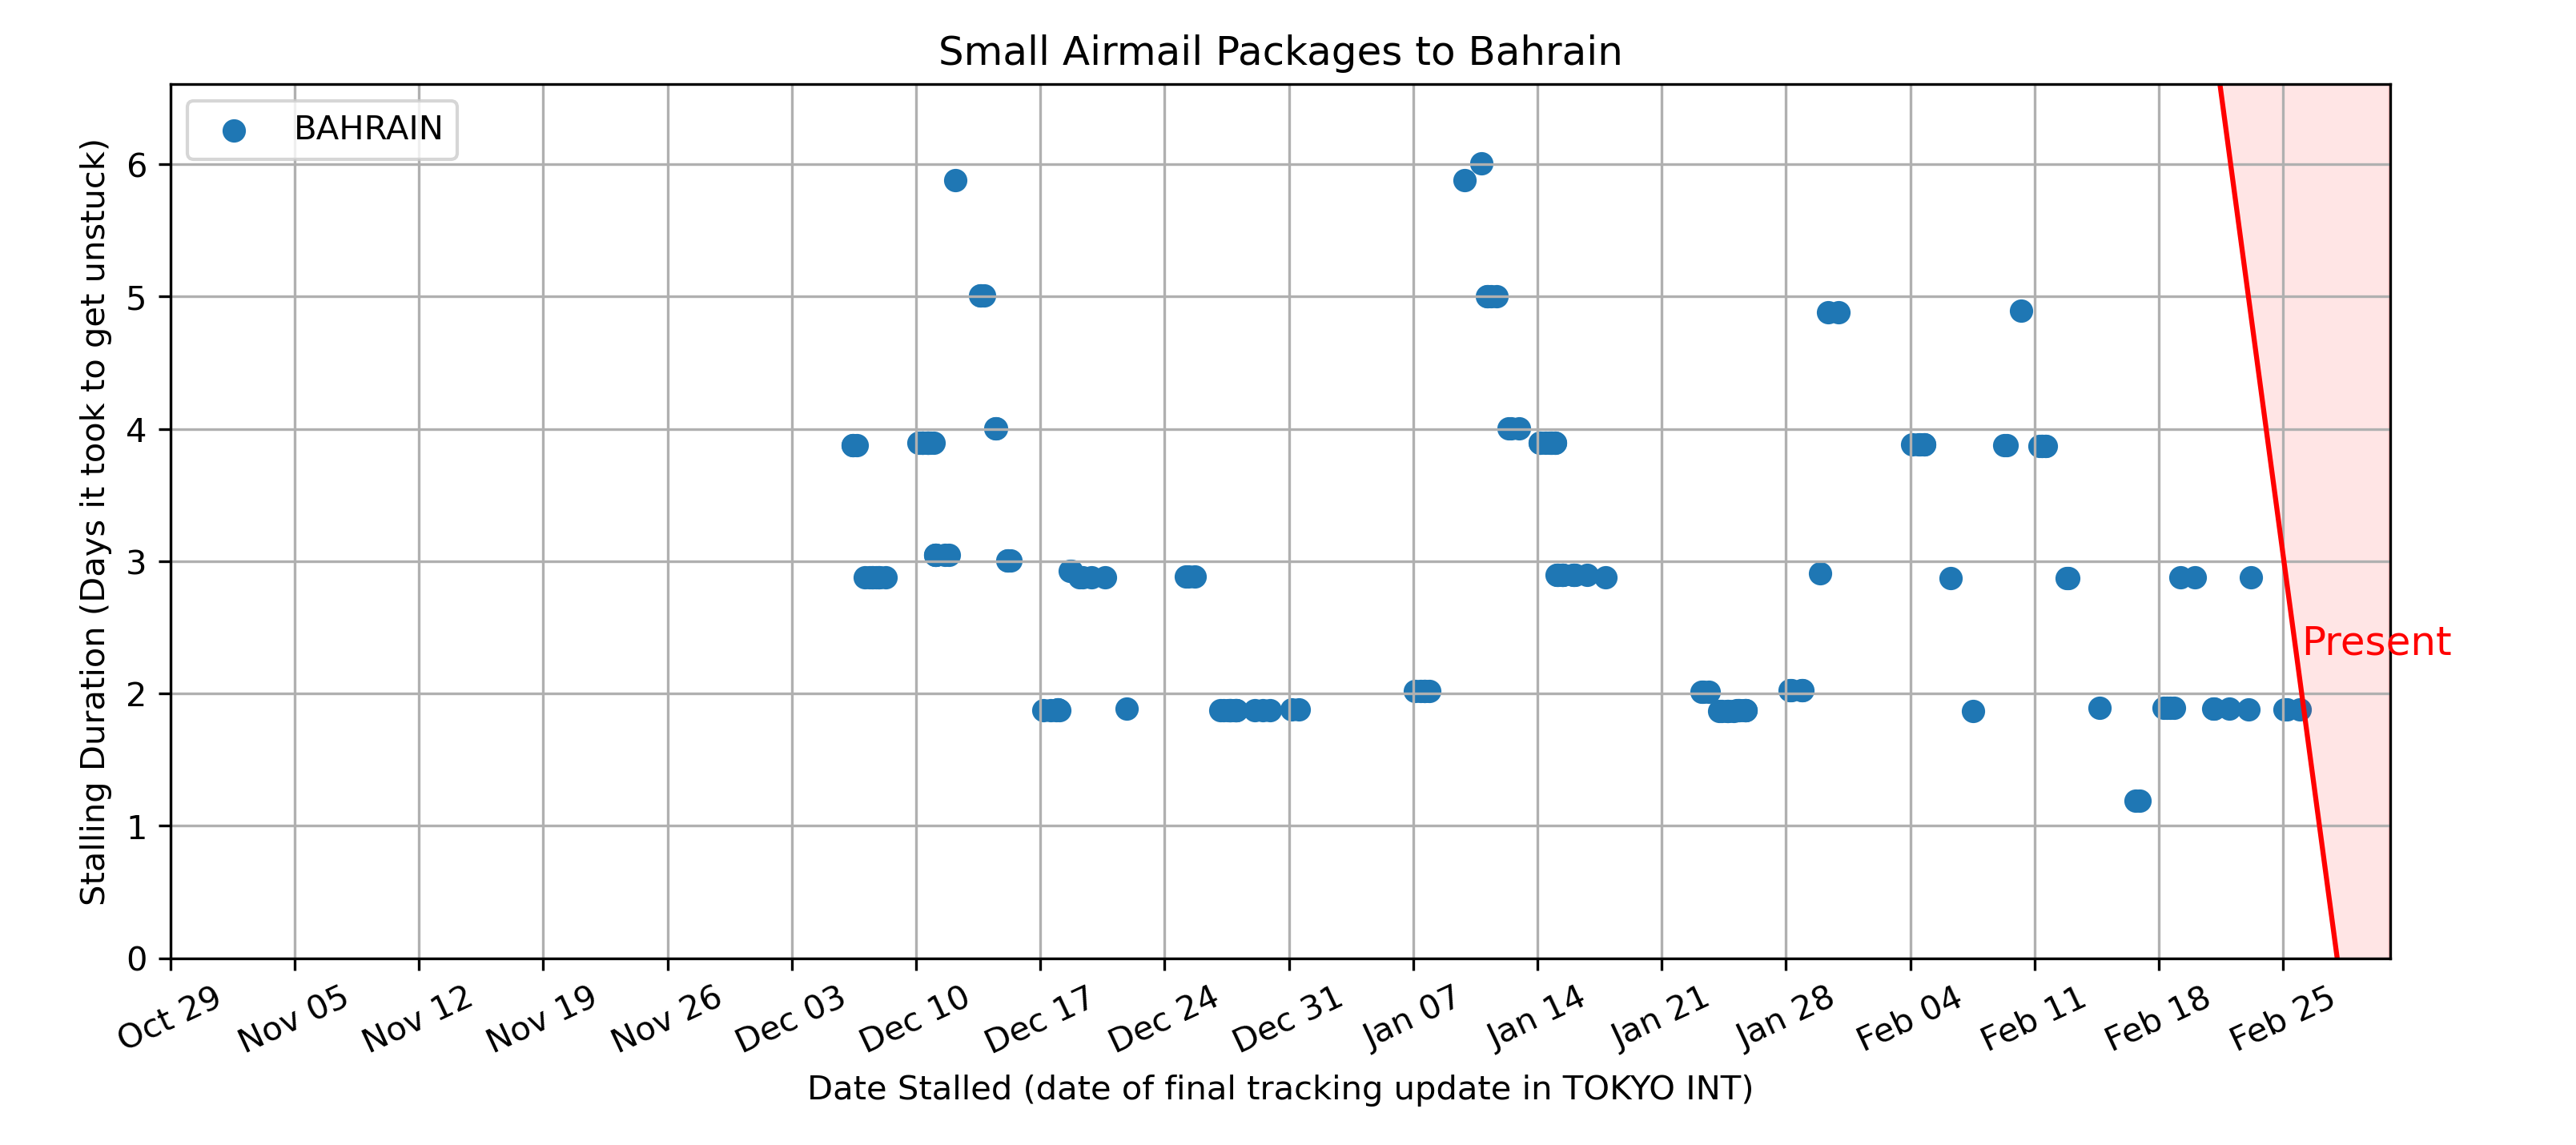 Small Airmail Packages to Bahrain
BAHRAIN
Stalling Duration (Days it took to get unstuck)
6
5
4
3
2
1
0
Present
Oct 29
Nov 05
Nov 12
Nov 19
Nov 26
Dec 03
Dec 10
Dec 17
Dec 24
Dec 31
Jan 07
Jan 14
Jan 21
Jan 28
Feb 04
Feb 11
Feb 18
Feb 25
Date Stalled (date of final tracking update in TOKYO INT)